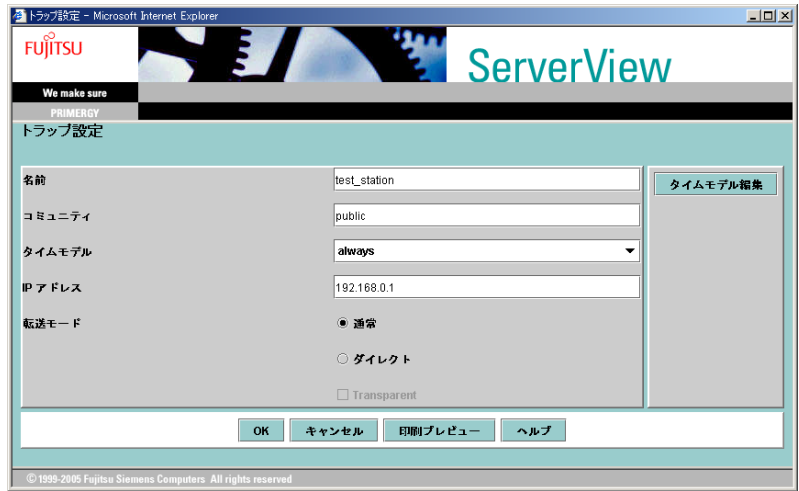 トラップ設定 - Microsoft Internet Explorer
FUJITSU
ServerView
We make sure
PRIMERGY
トラップ設定
名前 test_station
タイムモデル編集
コミュニティ public
タイムモデル always
IP アドレス 192.168.0.1
転送モード 通常
ダイレクト
Transparent
OK キャンセル 印刷プレビュー ヘルプ
© 1999-2005 Fujitsu Siemens Computers All rights reserved